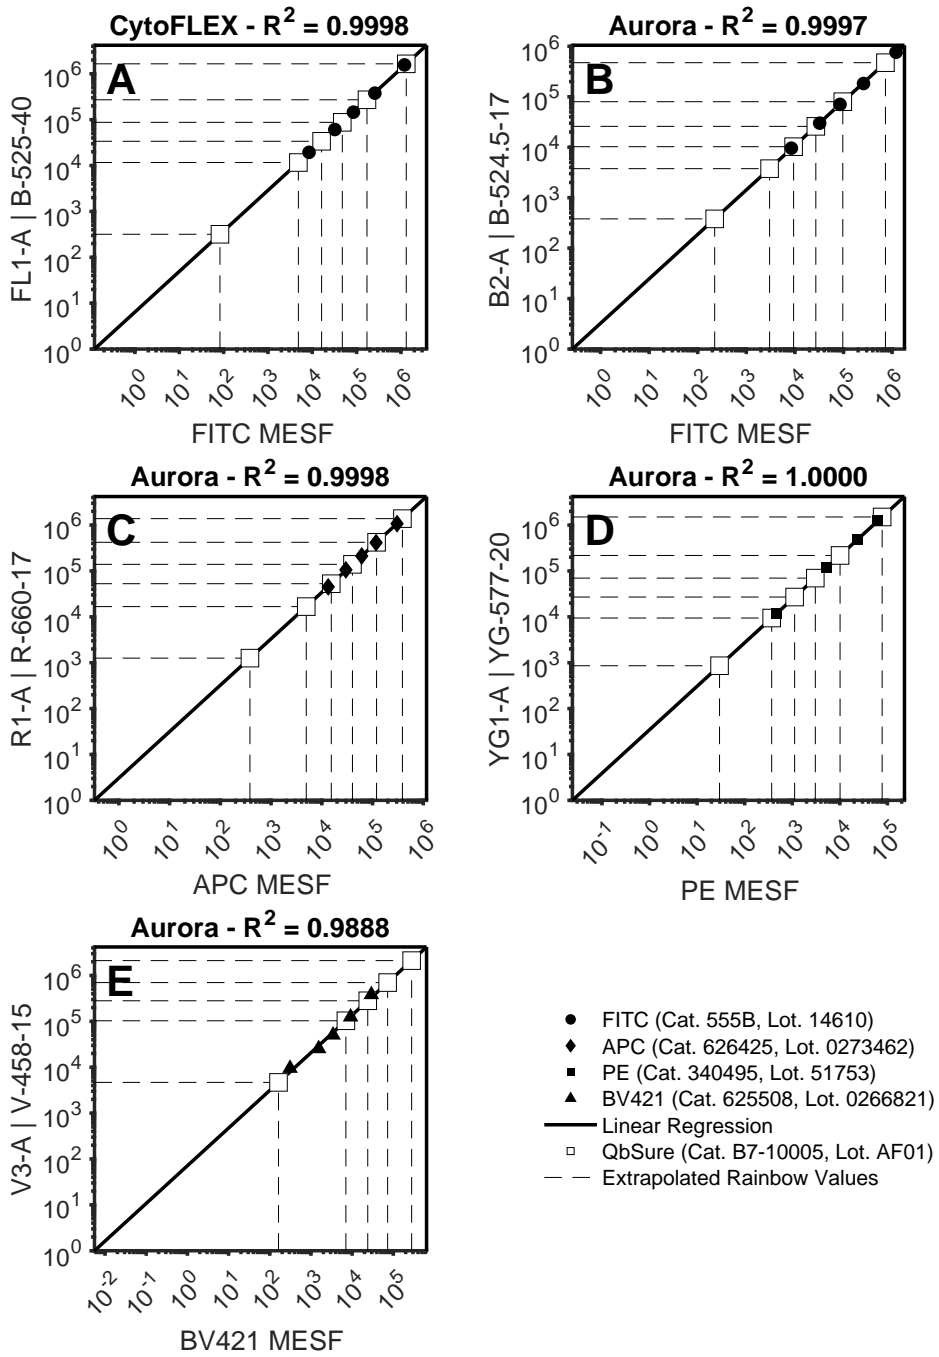 CytoFLEX - R² = 0.9998
A
FL1-A | B-525-40
10⁶
10⁵
10⁴
10³
10²
10¹
10⁰
10⁰
10¹
10²
10³
10⁴
10⁵
10⁶
FITC MESF
Aurora - R² = 0.9997
B
B2-A | B-524.5-17
10⁶
10⁵
10⁴
10³
10²
10¹
10⁰
10⁰
10¹
10²
10³
10⁴
10⁵
10⁶
FITC MESF
Aurora - R² = 0.9998
C
R1-A | R-660-17
10⁶
10⁵
10⁴
10³
10²
10¹
10⁰
10⁰
10¹
10²
10³
10⁴
10⁵
10⁶
APC MESF
Aurora - R² = 1.0000
D
YG1-A | YG-577-20
10⁶
10⁵
10⁴
10³
10²
10¹
10⁰
10⁻¹
10⁰
10¹
10²
10³
10⁴
10⁵
PE MESF
Aurora - R² = 0.9888
E
V3-A | V-458-15
10⁶
10⁵
10⁴
10³
10²
10¹
10⁰
10⁻²
10⁻¹
10⁰
10¹
10²
10³
10⁴
10⁵
BV421 MESF
FITC (Cat. 555B, Lot. 14610)
APC (Cat. 626425, Lot. 0273462)
PE (Cat. 340495, Lot. 51753)
BV421 (Cat. 625508, Lot. 0266821)
Linear Regression
QbSure (Cat. B7-10005, Lot. AF01)
Extrapolated Rainbow Values